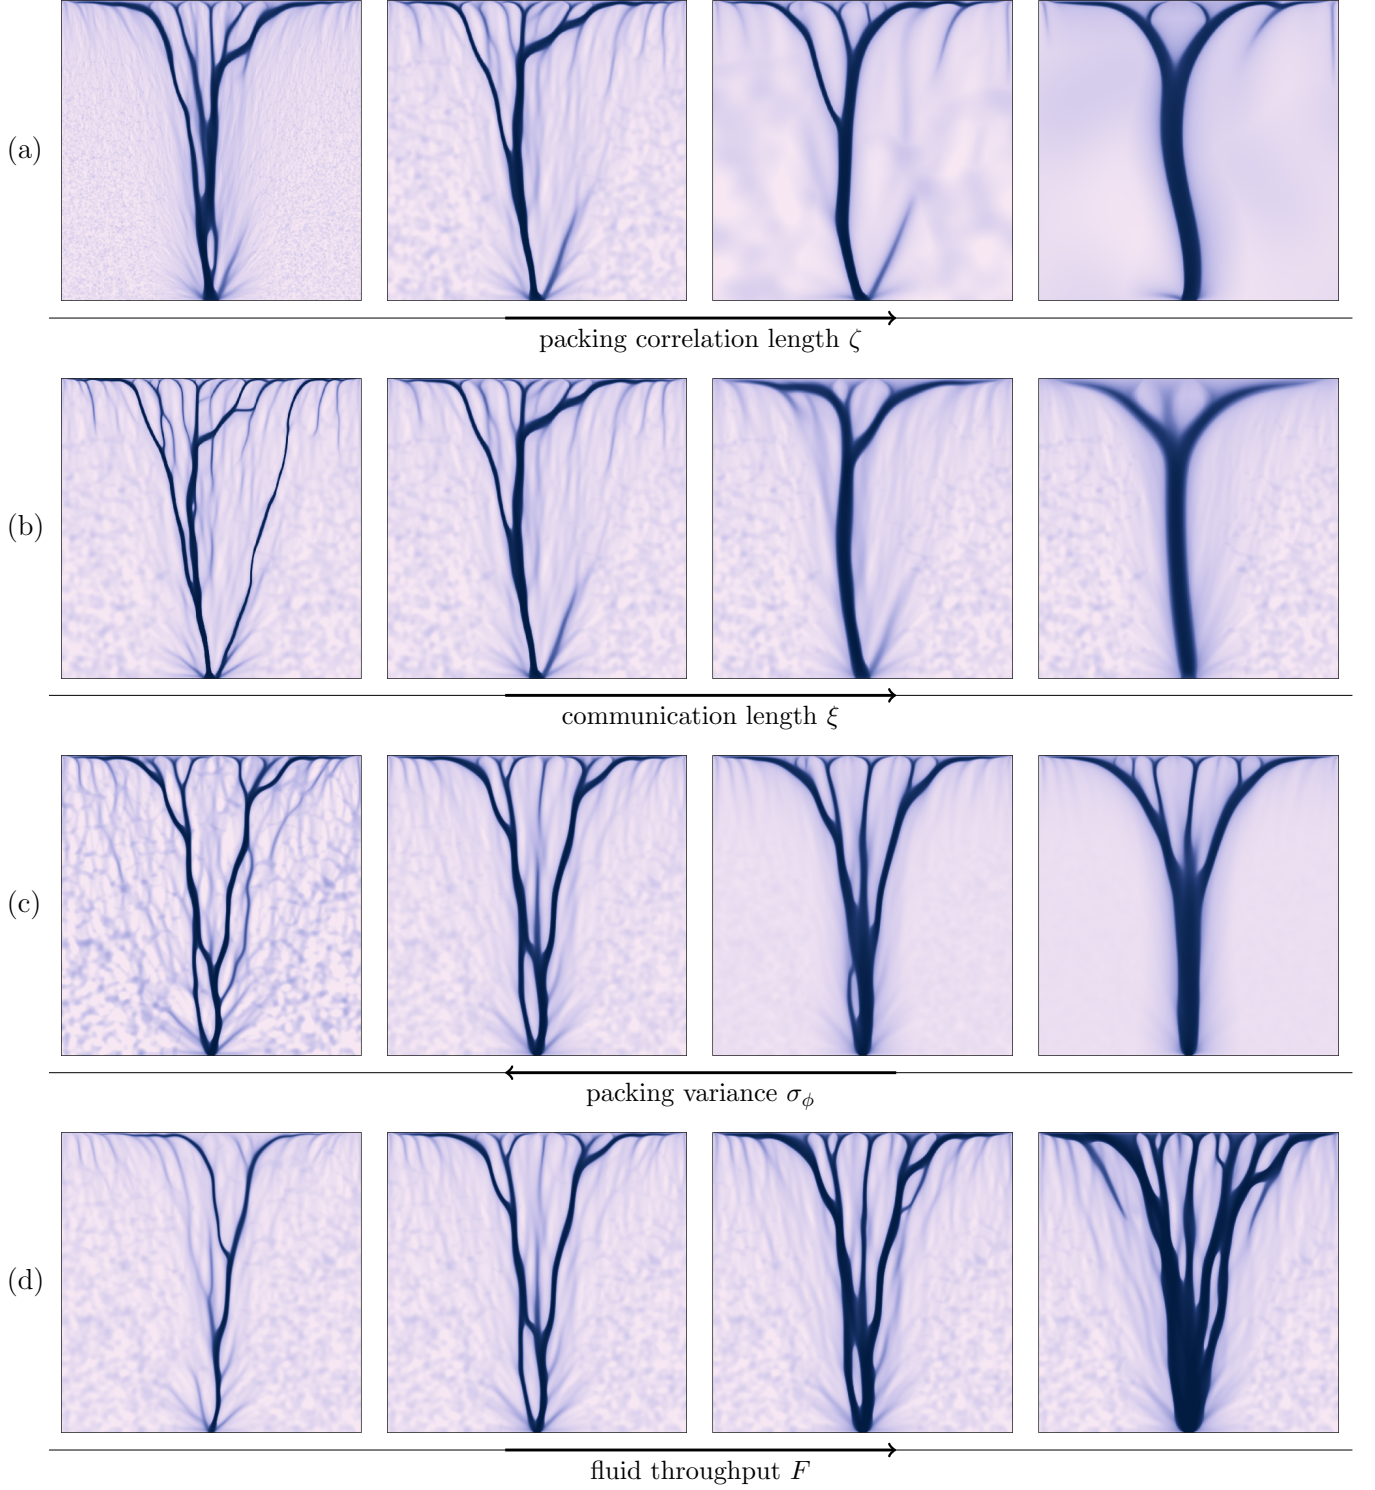 (a)
packing correlation length ζ
(b)
communication length ξ
(c)
packing variance σ_ϕ
(d)
fluid throughput F